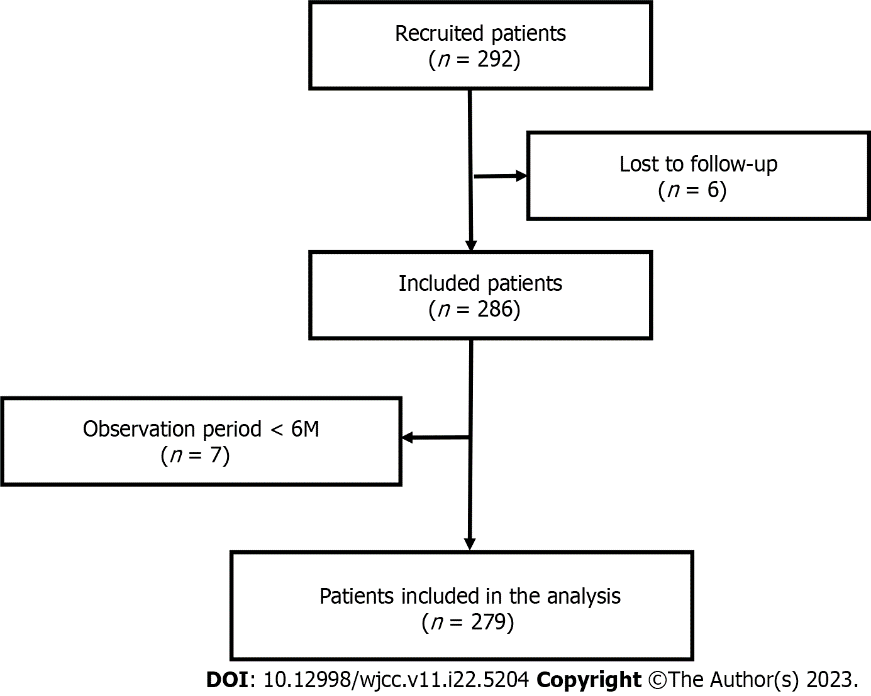 Recruited patients
(n = 292)
Lost to follow-up
(n = 6)
Included patients
(n = 286)
Observation period < 6M
(n = 7)
Patients included in the analysis
(n = 279)
DOI: 10.12998/wjcc.v11.i22.5204 Copyright ©The Author(s) 2023.